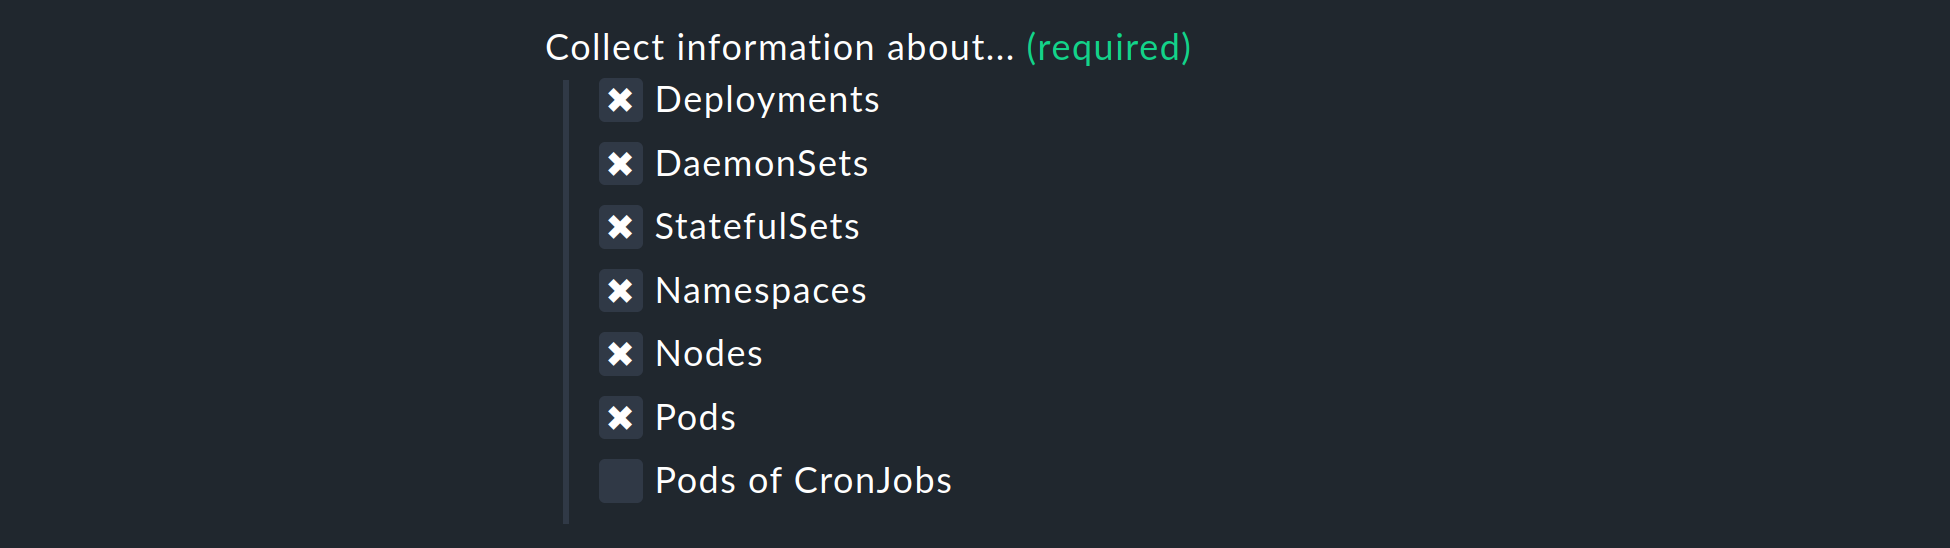 Collect information about... (required)
Deployments
DaemonSets
StatefulSets
Namespaces
Nodes
Pods
Pods of CronJobs